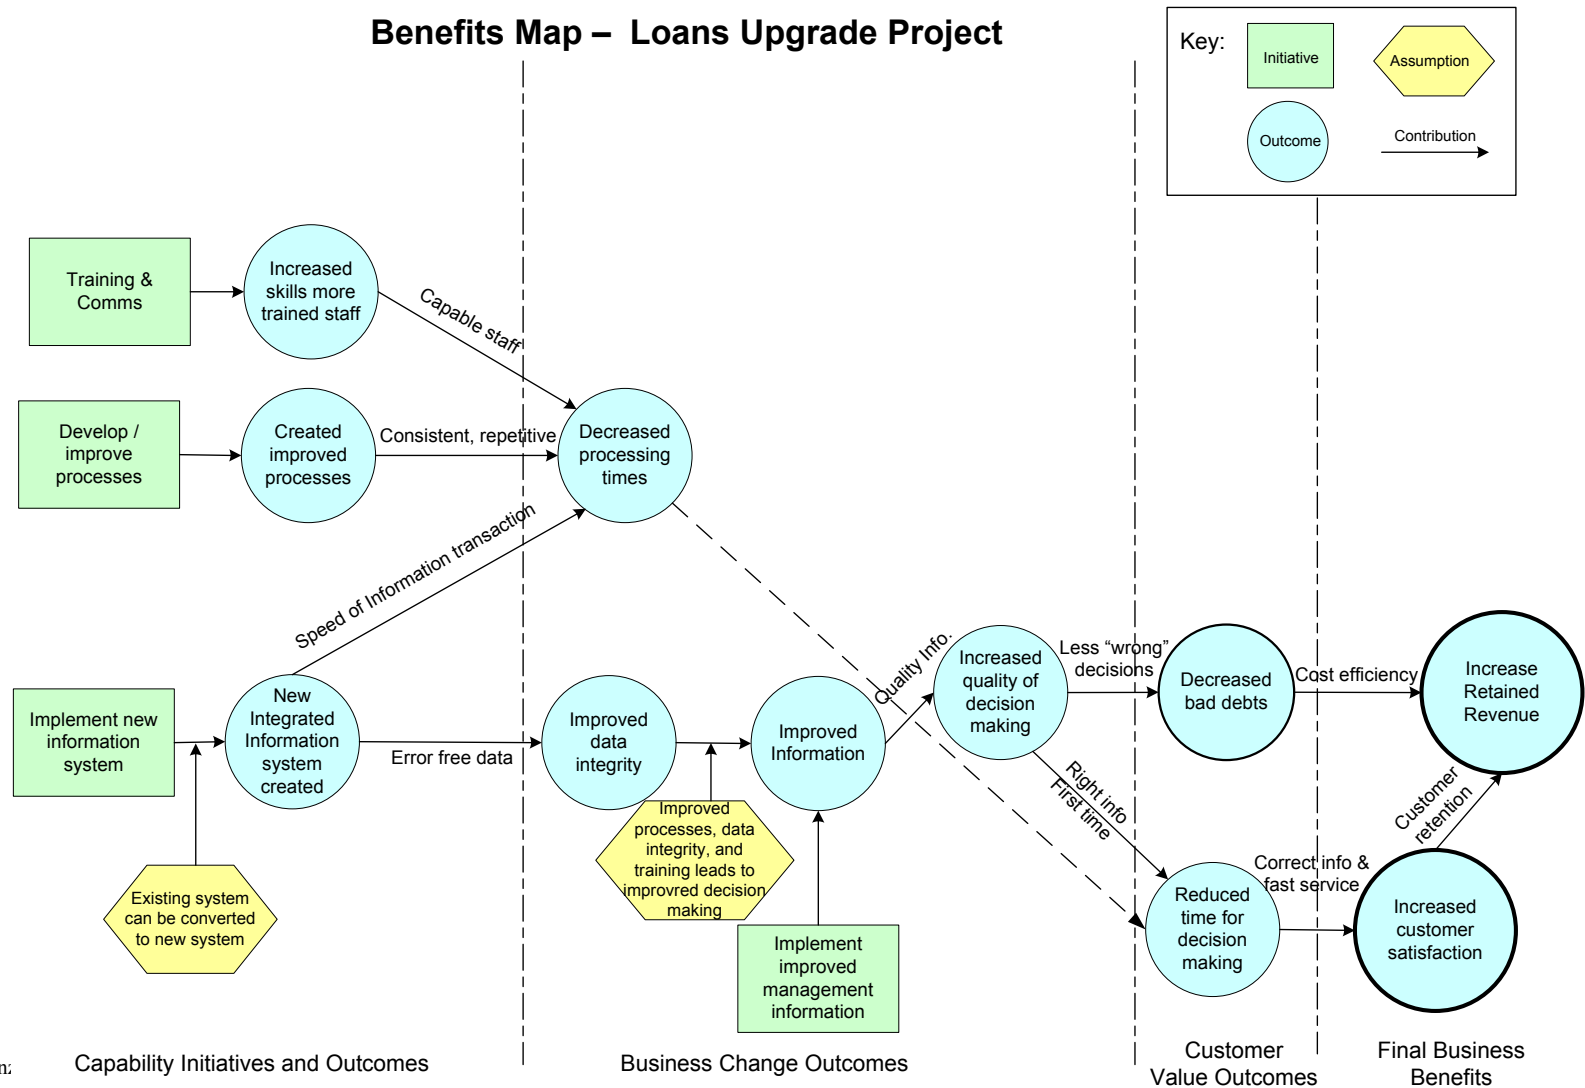 Benefits Map –  Loans Upgrade Project
Key:
Initiative
Assumption
Outcome
Contribution
Training &
Comms
Increased
skills more
trained staff
Capable staff
Develop /
improve
processes
Created
improved
processes
Consistent, repetitive
Decreased
processing
times
Speed of Information transaction
Implement new
information
system
New
Integrated
Information
system
created
Error free data
Improved
data
integrity
Improved
Information
Quality Info.
Increased
quality of
decision
making
Less “wrong”
decisions
Decreased
bad debts
Cost efficiency
Increase
Retained
Revenue
Right info
First time
Customer
retention
Existing system
can be converted
to new system
Improved
processes, data
integrity, and
training leads to
improvred decision
making
Implement
improved
management
information
Reduced
time for
decision
making
Correct info &
fast service
Increased
customer
satisfaction
Capability Initiatives and Outcomes
Business Change Outcomes
Customer
Value Outcomes
Final Business
Benefits